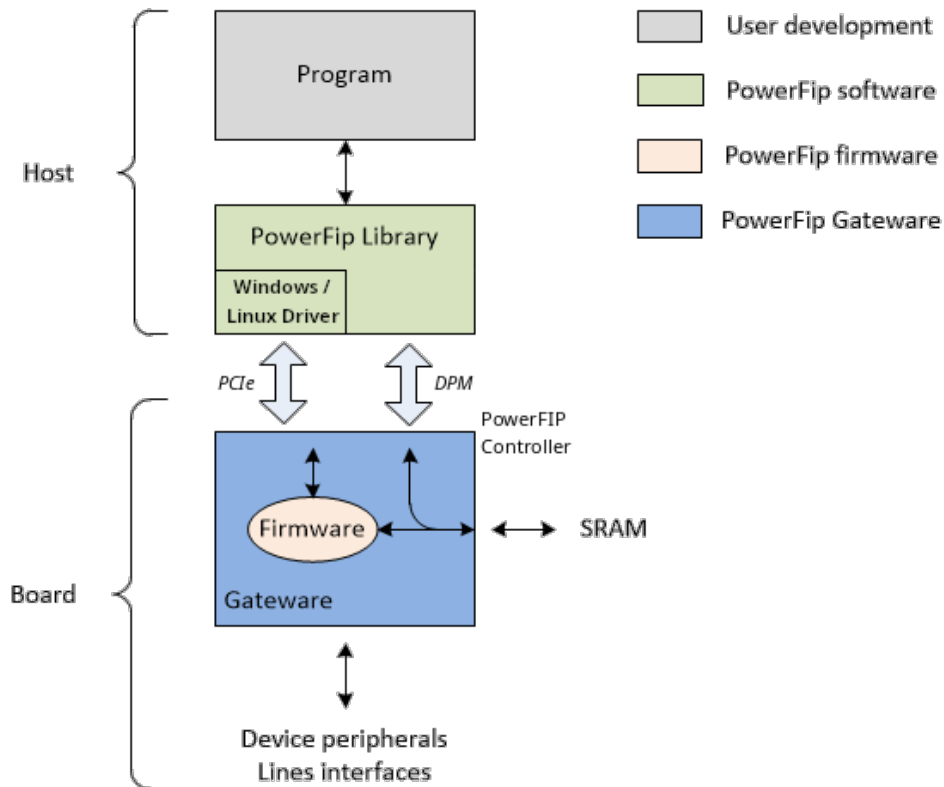 Program
User development
PowerFip software
PowerFip firmware
PowerFip Gateware
Host
PowerFip Library
Windows /
Linux Driver
PCIe
DPM
PowerFIP
Controller
Firmware
SRAM
Gateware
Board
Device peripherals
Lines interfaces